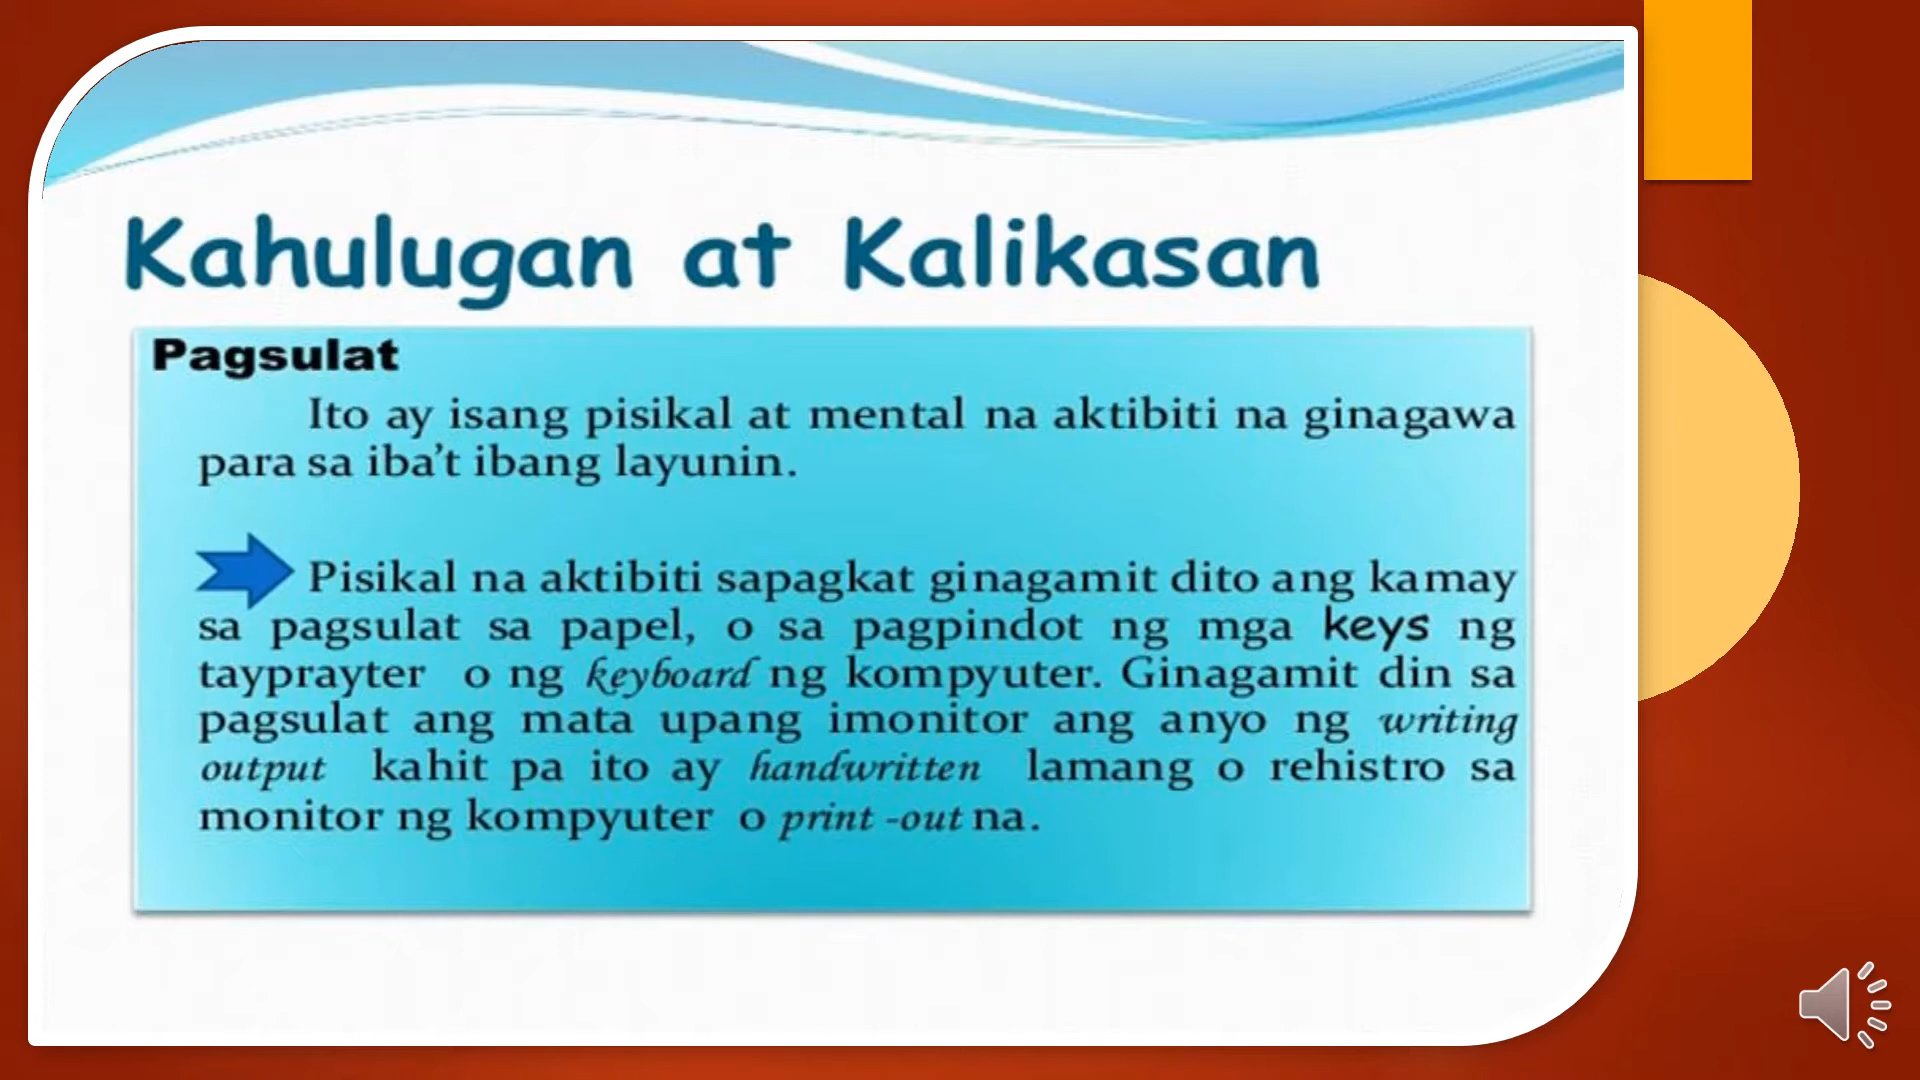 Kahulugan at Kalikasan
Pagsulat
Ito ay isang pisikal at mental na aktibiti na ginagawa
para sa iba't ibang layunin.
Pisikal na aktibiti sapagkat ginagamit dito ang kamay
sa pagsulat sa papel, o sa pagpindot ng mga keys ng
tayprayter o ng keyboard ng kompyuter. Ginagamit din sa
pagsulat ang mata upang imonitor ang anyo ng writing
output kahit pa ito ay handwritten lamang o rehistro sa
monitor ng kompyuter o print -out na.